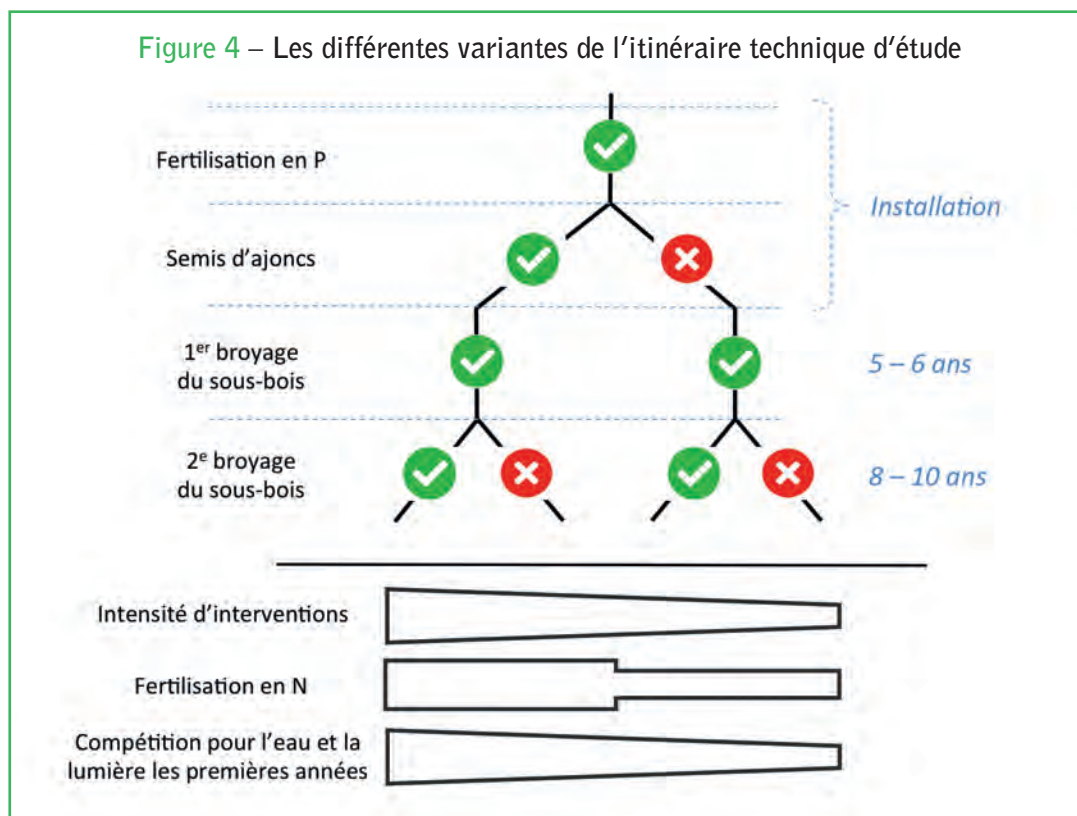 Figure 4 – Les différentes variantes de l'itinéraire technique d'étude
Fertilisation en P
Installation
Semis d'ajoncs
1er broyage
du sous-bois
5 – 6 ans
2e broyage
du sous-bois
8 – 10 ans
Intensité d'interventions
Fertilisation en N
Compétition pour l'eau et la
lumière les premières années